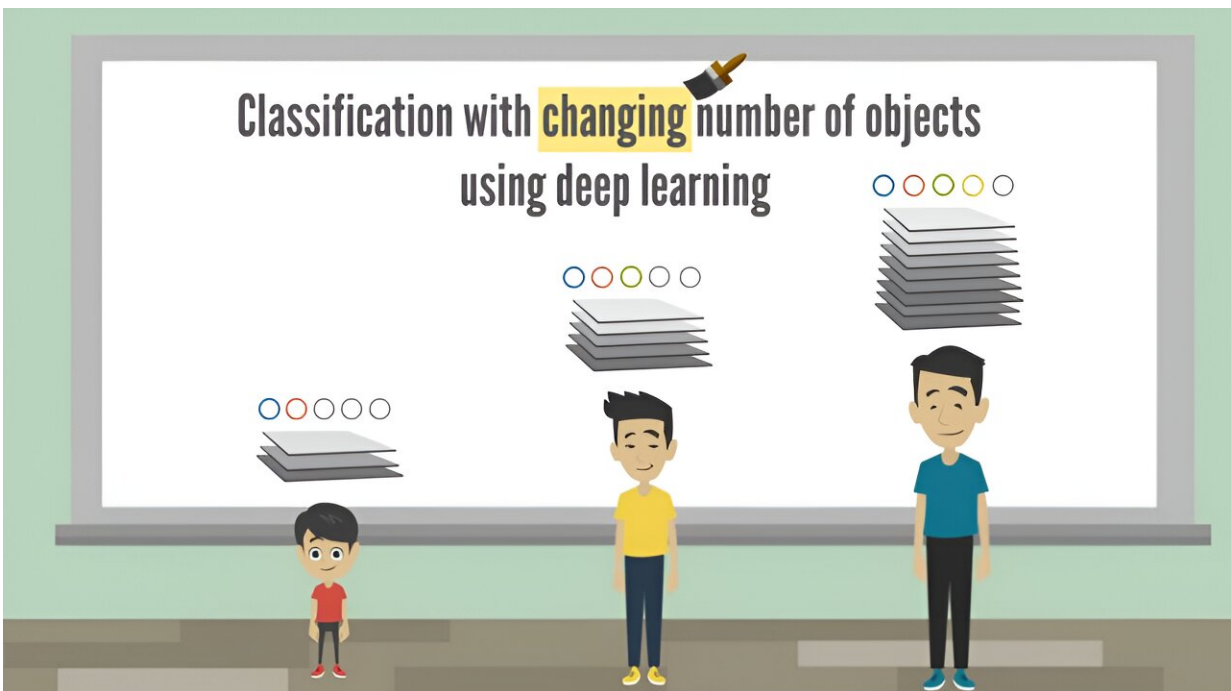 Classification with changing number of objects
using deep learning